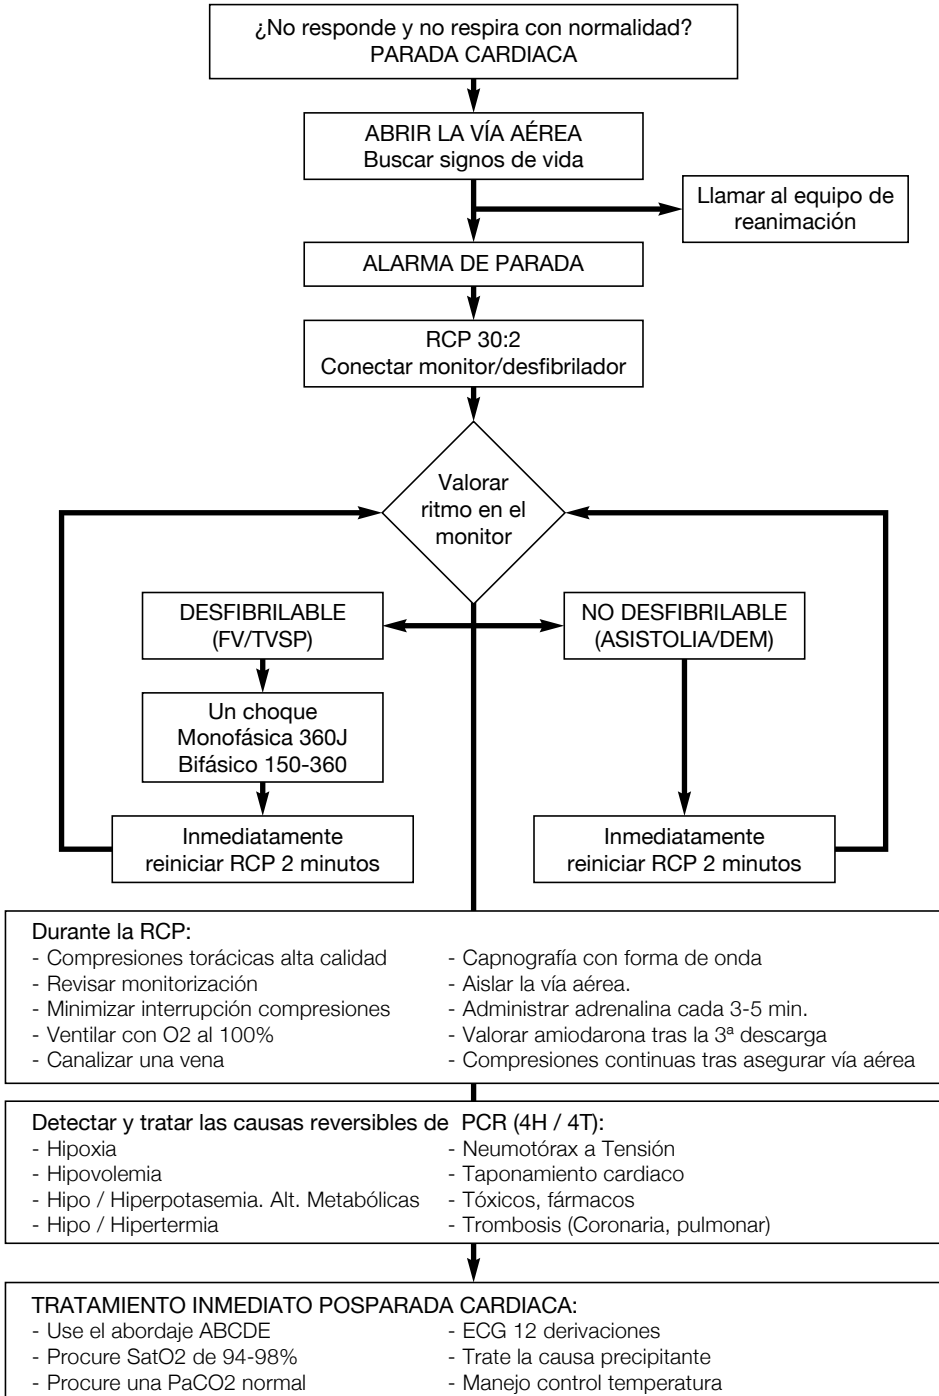 ¿No responde y no respira con normalidad?
PARADA CARDIACA
ABRIR LA VÍA AÉREA
Buscar signos de vida
Llamar al equipo de
reanimación
ALARMA DE PARADA
RCP 30:2
Conectar monitor/desfibrilador
Valorar
ritmo en el
monitor
DESFIBRILABLE
(FV/TVSP)
NO DESFIBRILABLE
(ASISTOLIA/DEM)
Un choque
Monofásica 360J
Bifásico 150-360
Inmediatamente
reiniciar RCP 2 minutos
Inmediatamente
reiniciar RCP 2 minutos
Durante la RCP:
- Compresiones torácicas alta calidad
- Revisar monitorización
- Minimizar interrupción compresiones
- Ventilar con O2 al 100%
- Canalizar una vena
- Capnografía con forma de onda
- Aislar la vía aérea.
- Administrar adrenalina cada 3-5 min.
- Valorar amiodarona tras la 3ª descarga
- Compresiones continuas tras asegurar vía aérea
Detectar y tratar las causas reversibles de PCR (4H / 4T):
- Hipoxia
- Hipovolemia
- Hipo / Hiperpotasemia. Alt. Metabólicas
- Hipo / Hipertermia
- Neumotórax a Tensión
- Taponamiento cardiaco
- Tóxicos, fármacos
- Trombosis (Coronaria, pulmonar)
TRATAMIENTO INMEDIATO POSPARADA CARDIACA:
- Use el abordaje ABCDE
- Procure SatO2 de 94-98%
- Procure una PaCO2 normal
- ECG 12 derivaciones
- Trate la causa precipitante
- Manejo control temperatura